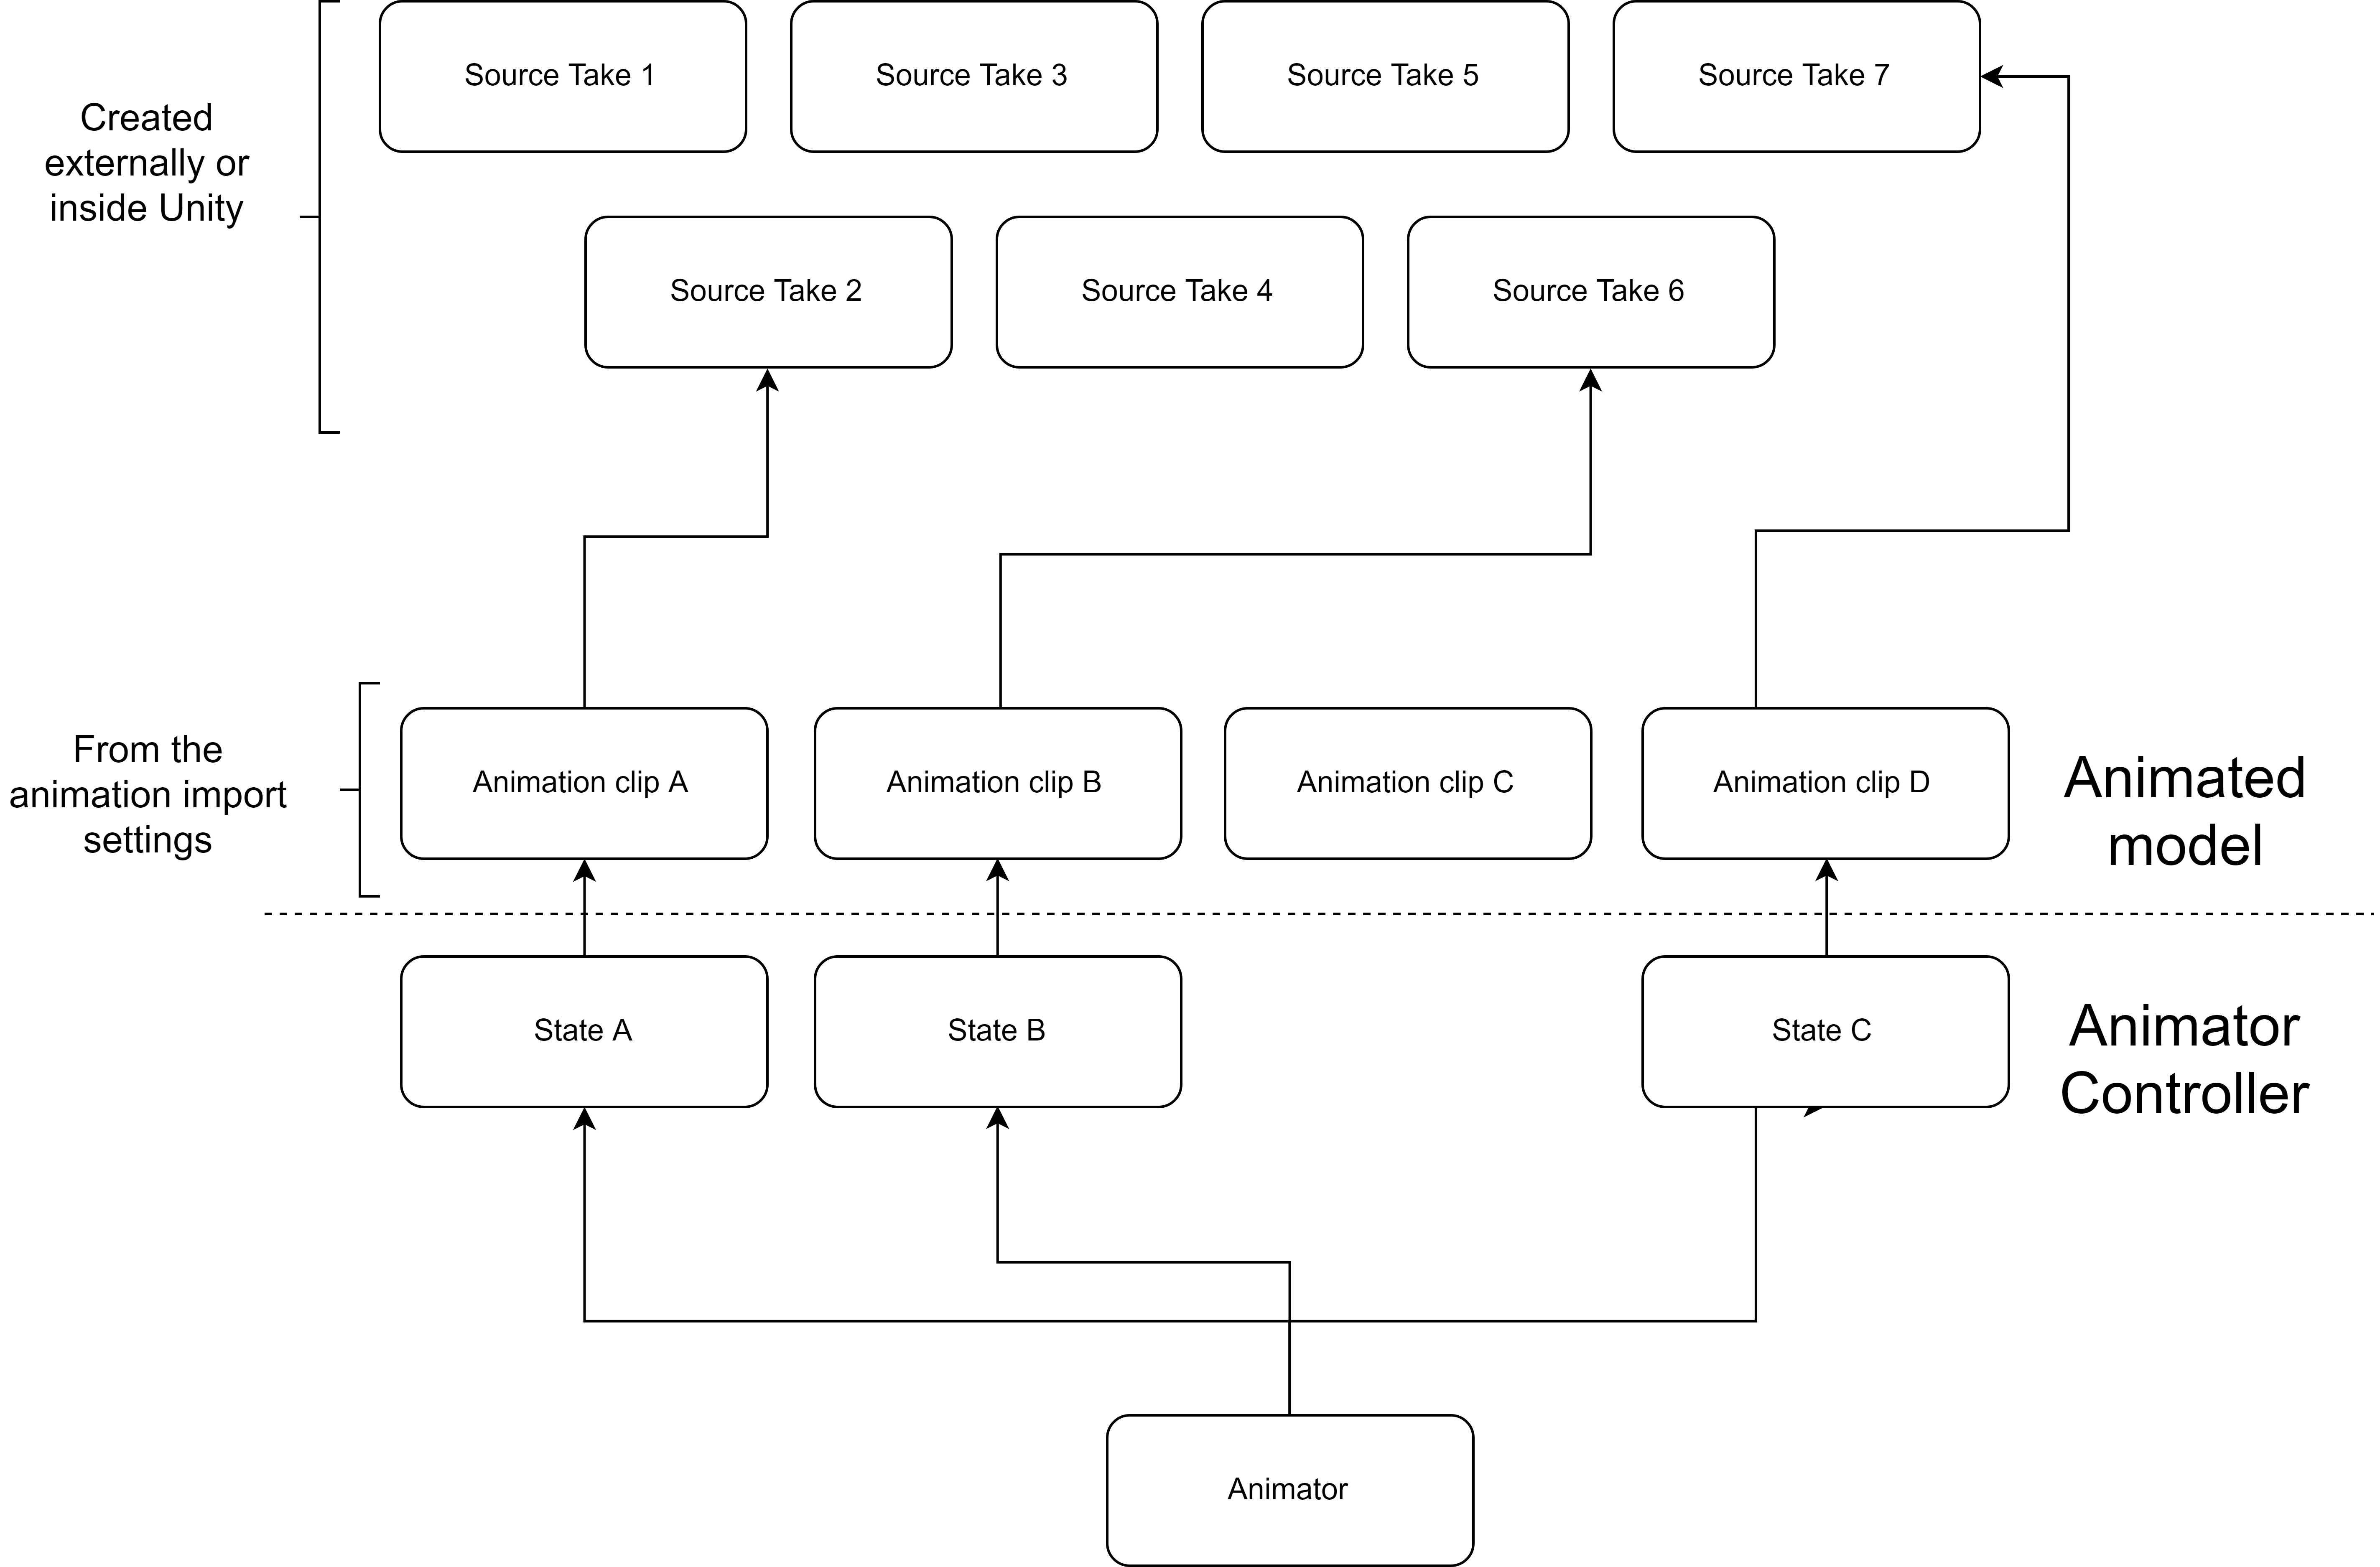 Source Take 1
Source Take 3
Source Take 5
Source Take 7
Created
externally or
inside Unity
Source Take 2
Source Take 4
Source Take 6
From the
animation import
settings
Animation clip A
Animation clip B
Animation clip C
Animation clip D
Animated
model
State A
State B
State C
Animator
Controller
Animator